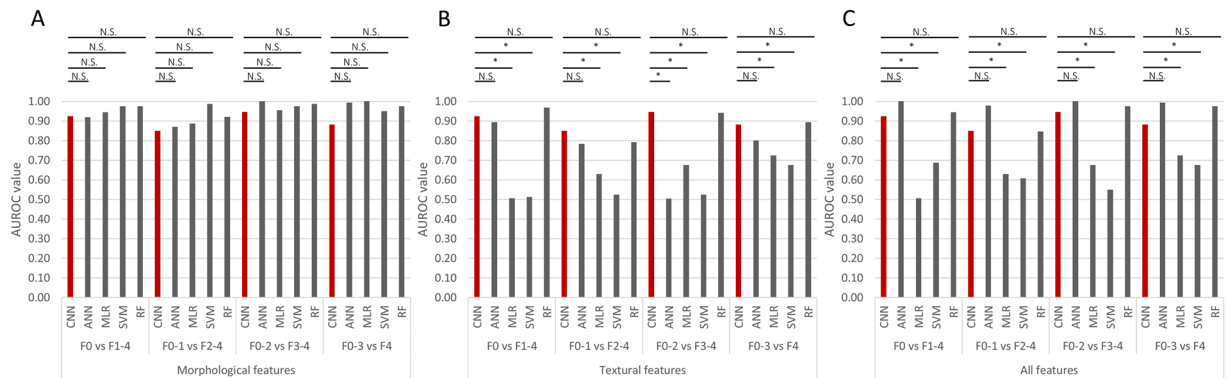 A
N.S. N.S. N.S. N.S.
N.S. N.S. N.S. N.S.
N.S. N.S. N.S. N.S.
N.S. N.S. N.S. N.S.
AUROC value
1.00
0.90
0.80
0.70
0.60
0.50
0.40
0.30
0.20
0.10
0.00
CNN ANN MLR SVM RF CNN ANN MLR SVM RF CNN ANN MLR SVM RF CNN ANN MLR SVM RF
F0 vs F1-4 F0-1 vs F2-4 F0-2 vs F3-4 F0-3 vs F4
Morphological features
B
N.S. N.S. N.S. N.S.
* * * *
* * * *
N.S. N.S. * N.S.
AUROC value
1.00
0.90
0.80
0.70
0.60
0.50
0.40
0.30
0.20
0.10
0.00
CNN ANN MLR SVM RF CNN ANN MLR SVM RF CNN ANN MLR SVM RF CNN ANN MLR SVM RF
F0 vs F1-4 F0-1 vs F2-4 F0-2 vs F3-4 F0-3 vs F4
Textural features
C
N.S. N.S. N.S. N.S.
* * * *
* * * *
N.S. N.S. N.S. N.S.
AUROC value
1.00
0.90
0.80
0.70
0.60
0.50
0.40
0.30
0.20
0.10
0.00
CNN ANN MLR SVM RF CNN ANN MLR SVM RF CNN ANN MLR SVM RF CNN ANN MLR SVM RF
F0 vs F1-4 F0-1 vs F2-4 F0-2 vs F3-4 F0-3 vs F4
All features